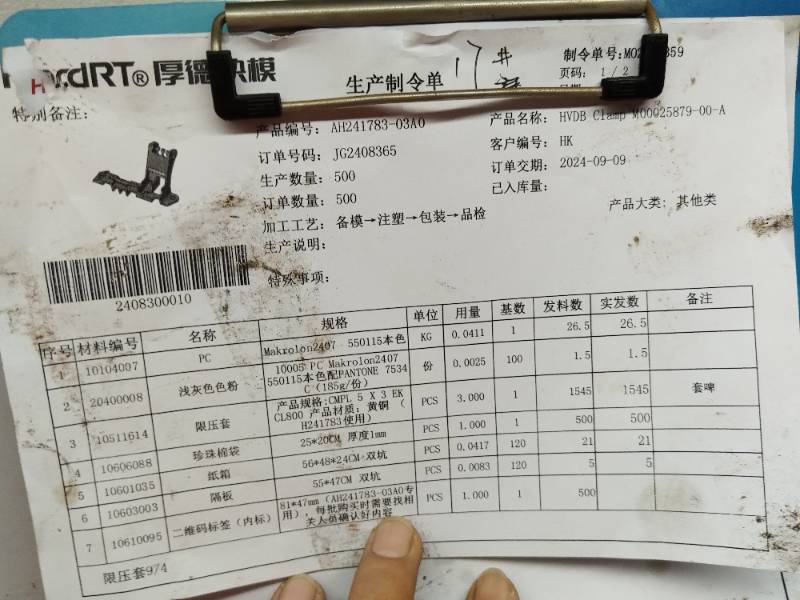 HordRT® 厚德快模
生产制令单
17#
制令单号:MO2 359
页码: 1 / 2
特别备注:
产品编号: AH241783-03A0
产品名称: HVDB Clamp M00025879-00-A
订单号码: JG2408365
客户编号: HK
生产数量: 500
订单交期: 2024-09-09
订单数量: 500
已入库量:
加工工艺: 备模→注塑→包装→品检
产品大类: 其他类
生产说明:
特殊事项:
2408300010
序号 材料编号 名称 规格 单位 用量 基数 发料数 实发数 备注
1 10104007 PC Makrolon2407 550115本色 KG 0.0411 1 26.5 26.5
2 20400008 浅灰色色粉 10005 PC Makrolon2407
550115本色配PANTONE 7534
C (185g/份) 份 0.0025 100 1.5 1.5
3 10511614 限压套 产品规格:CMPL 5 X 3 EK
CL800 产品材质: 黄铜 (
H241783使用) PCS 3.000 1 1545 1545 套啤
4 10606088 珍珠棉袋 25*20CM 厚度1mm PCS 1.000 1 500 500
5 10601035 纸箱 56*48*24CM 双坑 PCS 0.0417 120 21 21
6 10603003 隔板 55*47CM 双坑 PCS 0.0083 120 5 5
7 10610095 二维码标签(内标) 81*47mm (AH241783-03A0专
用), 每批购买时需要找相
关人员确认好内容 PCS 1.000 1 500
限压套974